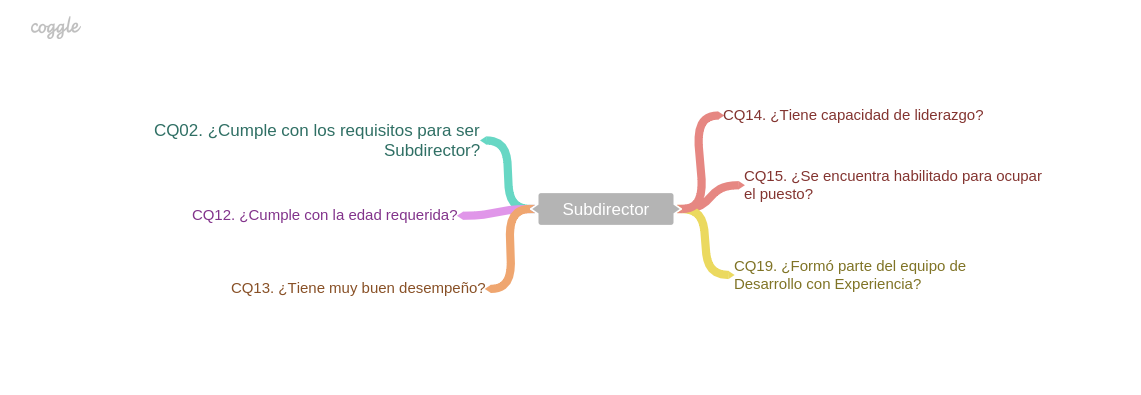 coggle
CQ02. ¿Cumple con los requisitos para ser
Subdirector?
CQ12. ¿Cumple con la edad requerida?
CQ13. ¿Tiene muy buen desempeño?
Subdirector
CQ14. ¿Tiene capacidad de liderazgo?
CQ15. ¿Se encuentra habilitado para ocupar
el puesto?
CQ19. ¿Formó parte del equipo de
Desarrollo con Experiencia?